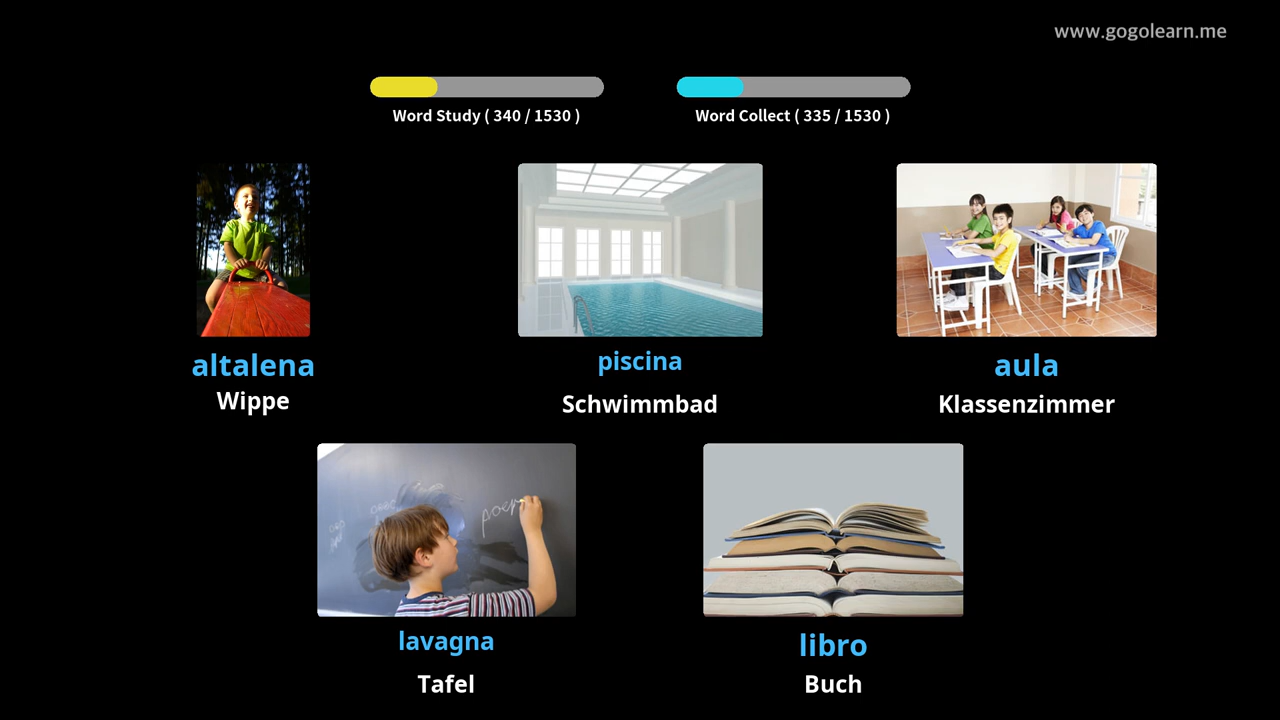 www.gogolearn.me
Word Study ( 340 / 1530 )
Word Collect ( 335 / 1530 )
altalena
Wippe
piscina
Schwimmbad
aula
Klassenzimmer
poer
lavagna
Tafel
libro
Buch